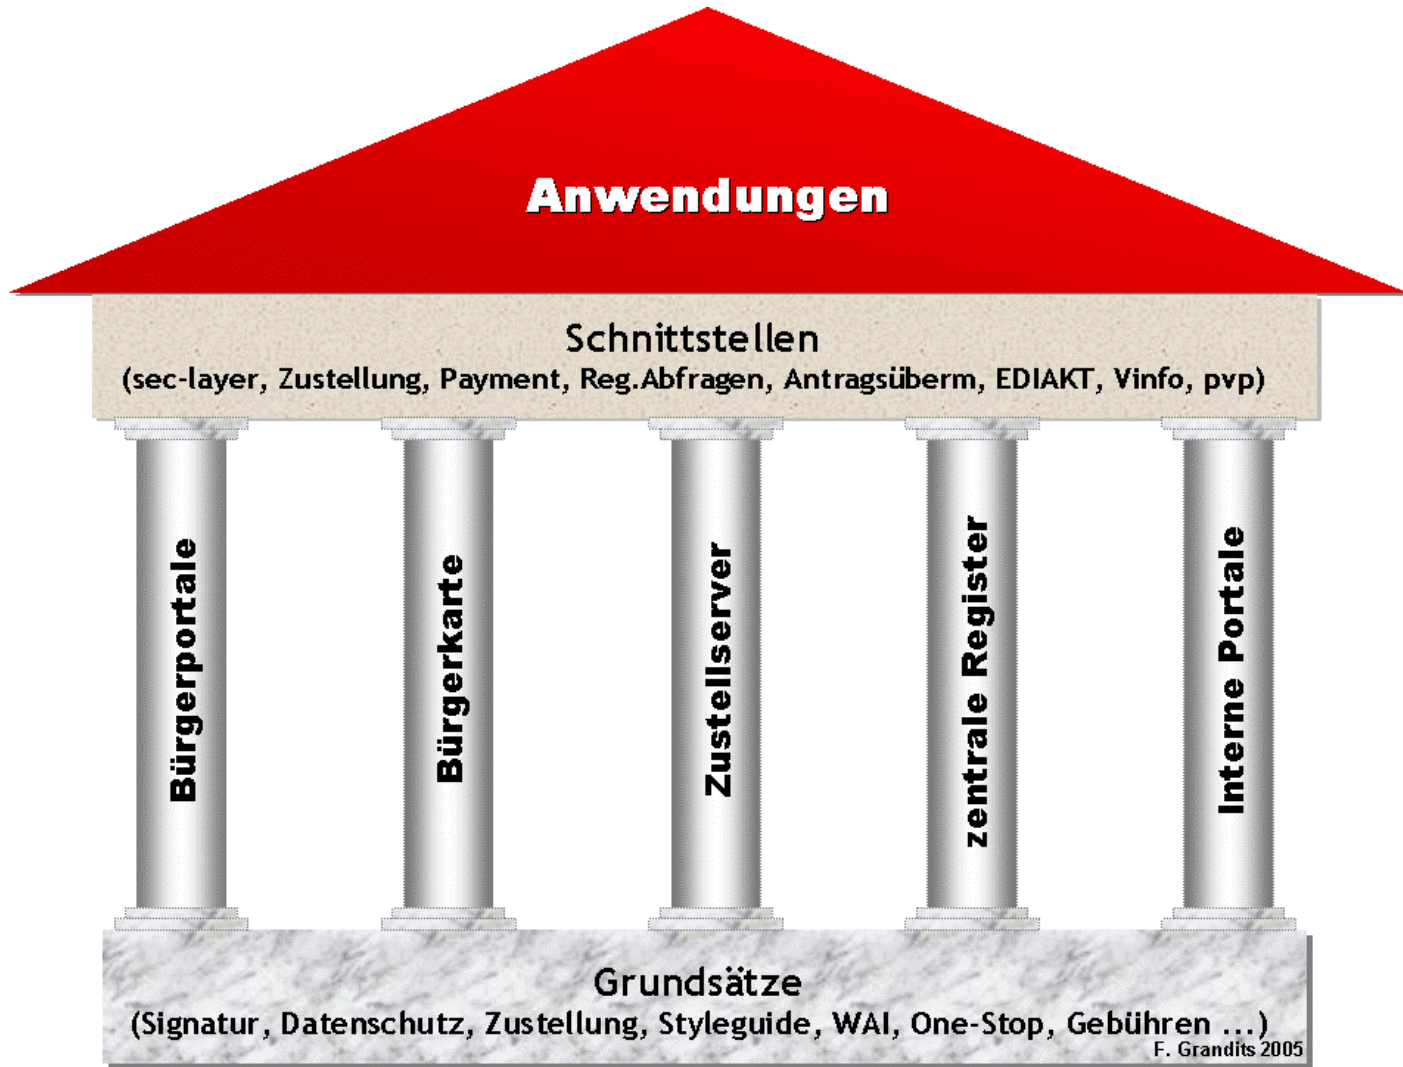 Anwendungen
Schnittstellen
(sec-layer, Zustellung, Payment, Reg.Abfragen, Antragsüberm, EDIAKT, Vinfo, pvp)
Bürgerportale
Bürgerkarte
Zustellserver
zentrale Register
Interne Portale
Grundsätze
(Signatur, Datenschutz, Zustellung, Styleguide, WAI, One-Stop, Gebühren ...)
F. Grandits 2005